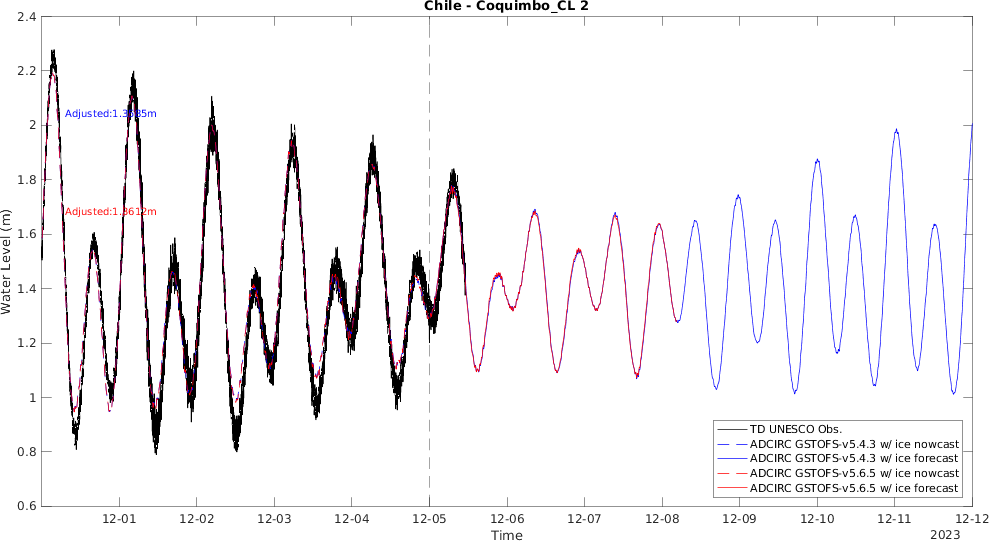 Chile - Coquimbo_CL 2
2.4
2.2
2
1.8
1.6
1.4
1.2
1
0.8
0.6
Water Level (m)
Adjusted:1.3612m
TD UNESCO Obs.
ADCIRC GSTOFS-v5.4.3 w/ ice nowcast
ADCIRC GSTOFS-v5.4.3 w/ ice forecast
ADCIRC GSTOFS-v5.6.5 w/ ice nowcast
ADCIRC GSTOFS-v5.6.5 w/ ice forecast
12-01 12-02 12-03 12-04 12-05 12-06 12-07 12-08 12-09 12-10 12-11 12-12
Time
2023